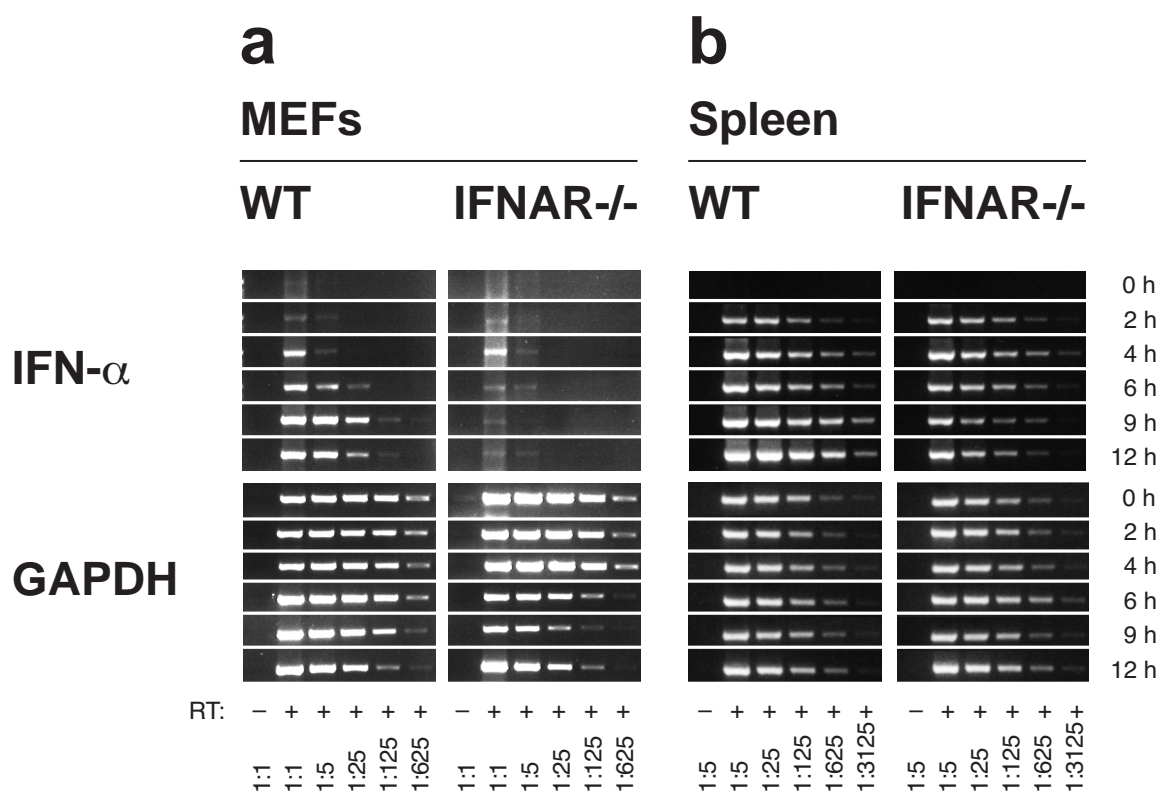 a b
MEFs Spleen
WT IFNAR-/- WT IFNAR-/-
IFN-α
0 h
2 h
4 h
6 h
9 h
12 h
GAPDH
0 h
2 h
4 h
6 h
9 h
12 h
RT: – + + + + + – + + + + + – + + + + + – + + + + +
1:1 1:1 1:5 1:25 1:125 1:625 1:1 1:1 1:5 1:25 1:125 1:625 1:5 1:5 1:25 1:125 1:625 1:3125 1:5 1:5 1:25 1:125 1:625 1:3125